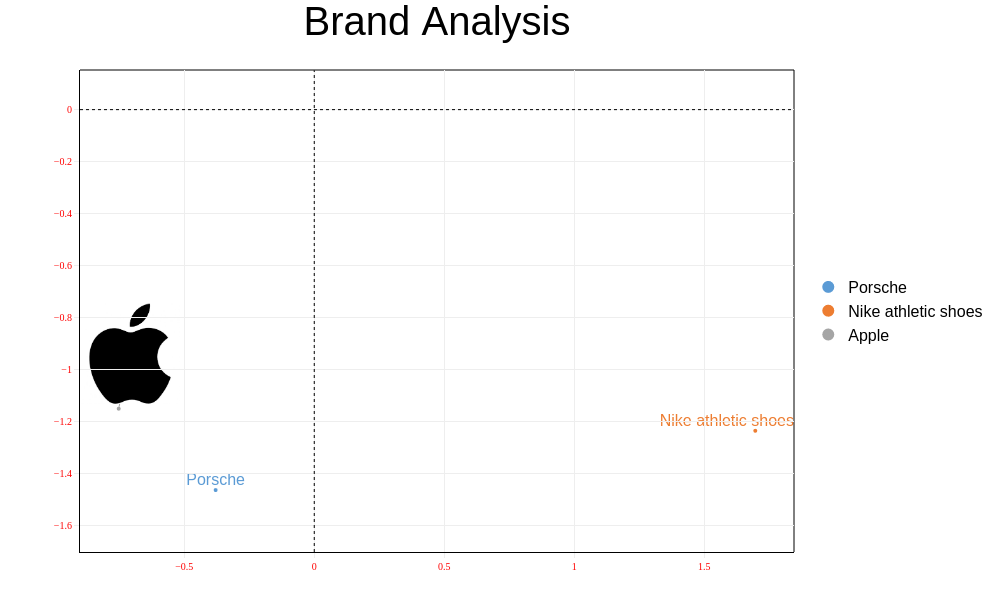 Brand Analysis
0
−0.2
−0.4
−0.6
−0.8
−1
−1.2
−1.4
−1.6
Nike athletic shoes
Porsche
−0.5
0
0.5
1
1.5
Porsche
Nike athletic shoes
Apple